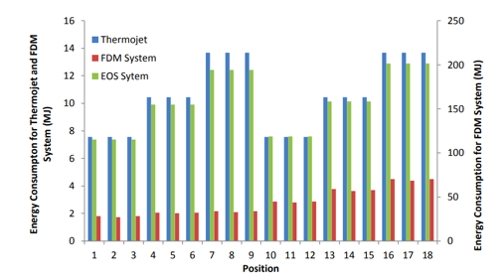 Energy Consumption for Thermojet and FDM
System (MJ)
16
14
12
10
8
6
4
2
0
Thermojet
FDM System
EOS Sytem
250
200
150
100
50
0
Energy Consumption for FDM System (MJ)
1 2 3 4 5 6 7 8 9 10 11 12 13 14 15 16 17 18
Position